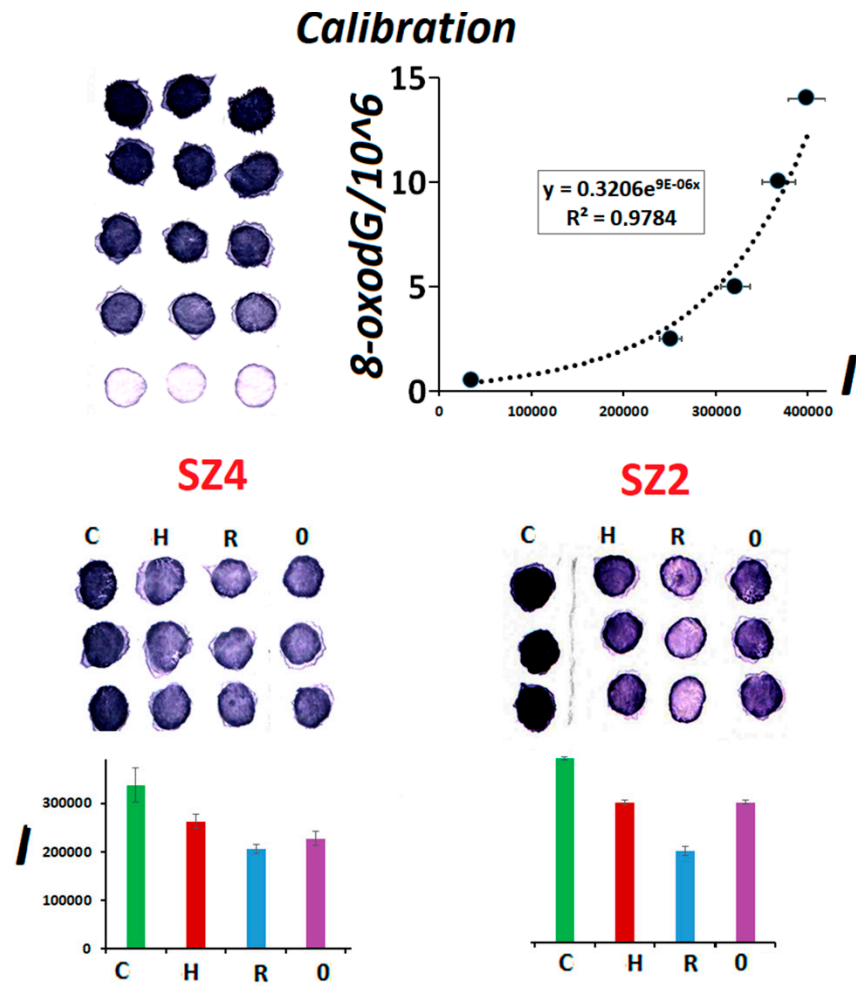 Calibration
15
10
5
0
8-oxodG/10^6
y = 0.3206e^9E-06x
R² = 0.9784
0 100000 200000 300000 400000
I
SZ4
C H R 0
SZ2
C H R 0
300000
200000
100000
0
I
C H R 0
C H R 0